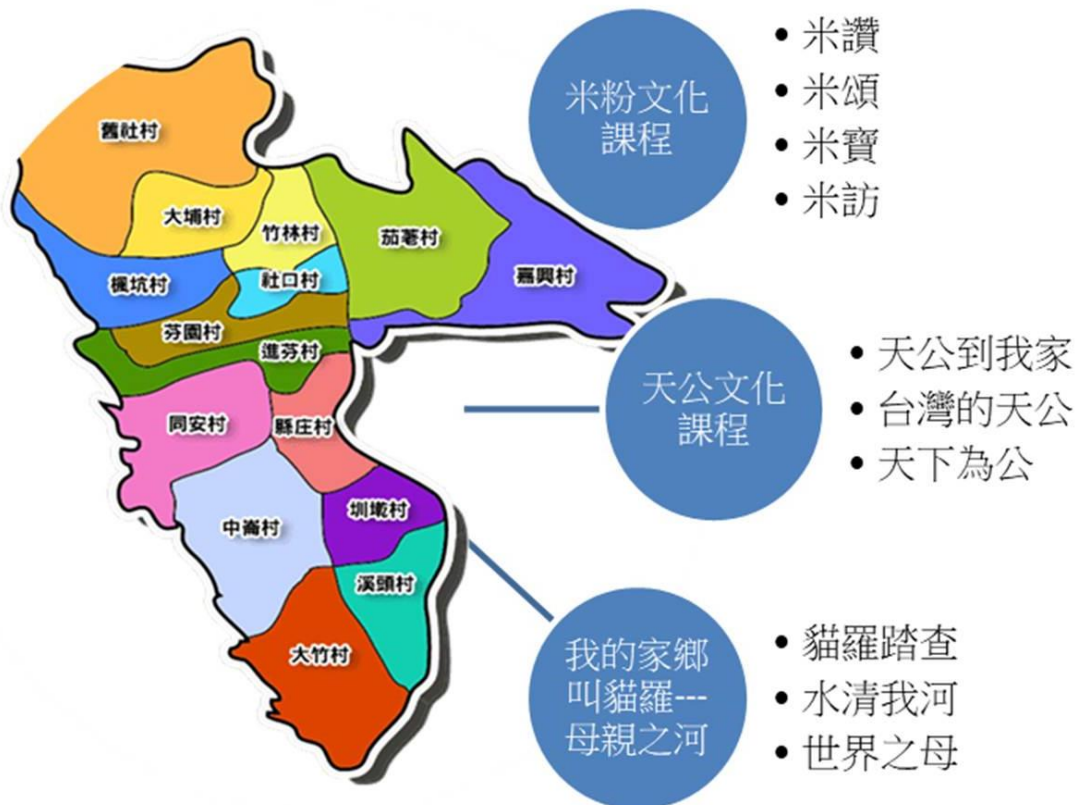 舊社村
大埔村
竹林村
茄荖村
楓坑村
社口村
嘉興村
芬園村
進芬村
同安村
縣庄村
圳墘村
中崙村
溪頭村
大竹村
米粉文化
課程
• 米讚
• 米頌
• 米寶
• 米訪
天公文化
課程
• 天公到我家
• 台灣的天公
• 天下為公
我的家鄉
叫貓羅---
母親之河
• 貓羅踏查
• 水清我河
• 世界之母